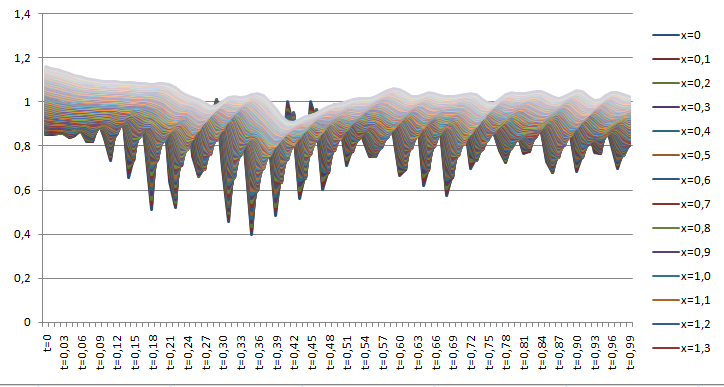 1,4
1,2
1
0,8
0,6
0,4
0,2
0
t=0
t=0,03
t=0,06
t=0,09
t=0,12
t=0,15
t=0,18
t=0,21
t=0,24
t=0,27
t=0,30
t=0,33
t=0,36
t=0,39
t=0,42
t=0,45
t=0,48
t=0,51
t=0,54
t=0,57
t=0,60
t=0,63
t=0,66
t=0,69
t=0,72
t=0,75
t=0,78
t=0,81
t=0,84
t=0,87
t=0,90
t=0,93
t=0,96
t=0,99
x=0
x=0,1
x=0,2
x=0,3
x=0,4
x=0,5
x=0,6
x=0,7
x=0,8
x=0,9
x=1,0
x=1,1
x=1,2
x=1,3